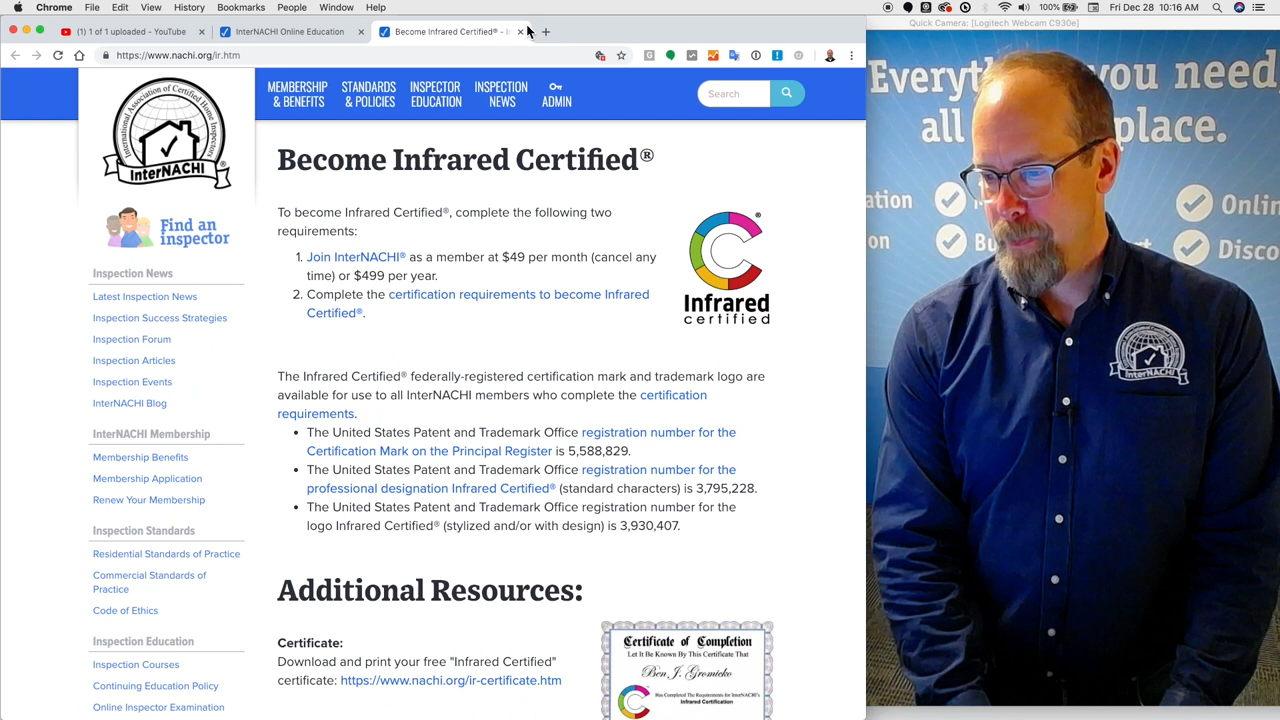 Chrome File Edit View History Bookmarks People Window Help
100% Fri Dec 28 10:16 AM
(1) 1 of 1 uploaded - YouTube
InterNACHI Online Education
Become Infrared Certified® - In
Quick Camera: [Logitech Webcam C930e]
https://www.nachi.org/ir.htm
International Association of Certified Home Inspectors
InterNACHI®
MEMBERSHIP & BENEFITS
STANDARDS & POLICIES
INSPECTOR EDUCATION
INSPECTION NEWS
ADMIN
Search
Find an inspector
Inspection News
Latest Inspection News
Inspection Success Strategies
Inspection Forum
Inspection Articles
Inspection Events
InterNACHI Blog
InterNACHI Membership
Membership Benefits
Membership Application
Renew Your Membership
Inspection Standards
Residential Standards of Practice
Commercial Standards of
Practice
Code of Ethics
Inspection Education
Inspection Courses
Continuing Education Policy
Online Inspector Examination
Become Infrared Certified®
To become Infrared Certified®, complete the following two
requirements:
1. Join InterNACHI® as a member at $49 per month (cancel any
time) or $499 per year.
2. Complete the certification requirements to become Infrared
Certified®.
®
Infrared
certified
The Infrared Certified® federally-registered certification mark and trademark logo are
available for use to all InterNACHI members who complete the certification
requirements.
• The United States Patent and Trademark Office registration number for the
Certification Mark on the Principal Register is 5,588,829.
• The United States Patent and Trademark Office registration number for the
professional designation Infrared Certified® (standard characters) is 3,795,228.
• The United States Patent and Trademark Office registration number for the
logo Infrared Certified® (stylized and/or with design) is 3,930,407.
Additional Resources:
Certificate:
Download and print your free "Infrared Certified"
certificate: https://www.nachi.org/ir-certificate.htm
Certificate of Completion
Let It Be Known By This Certificate That
Ben J. Gromicko
Has Completed The Requirements for InterNACHI's
Infrared Certification
you need
all
place.
Onlin
Disco
InterNACHI